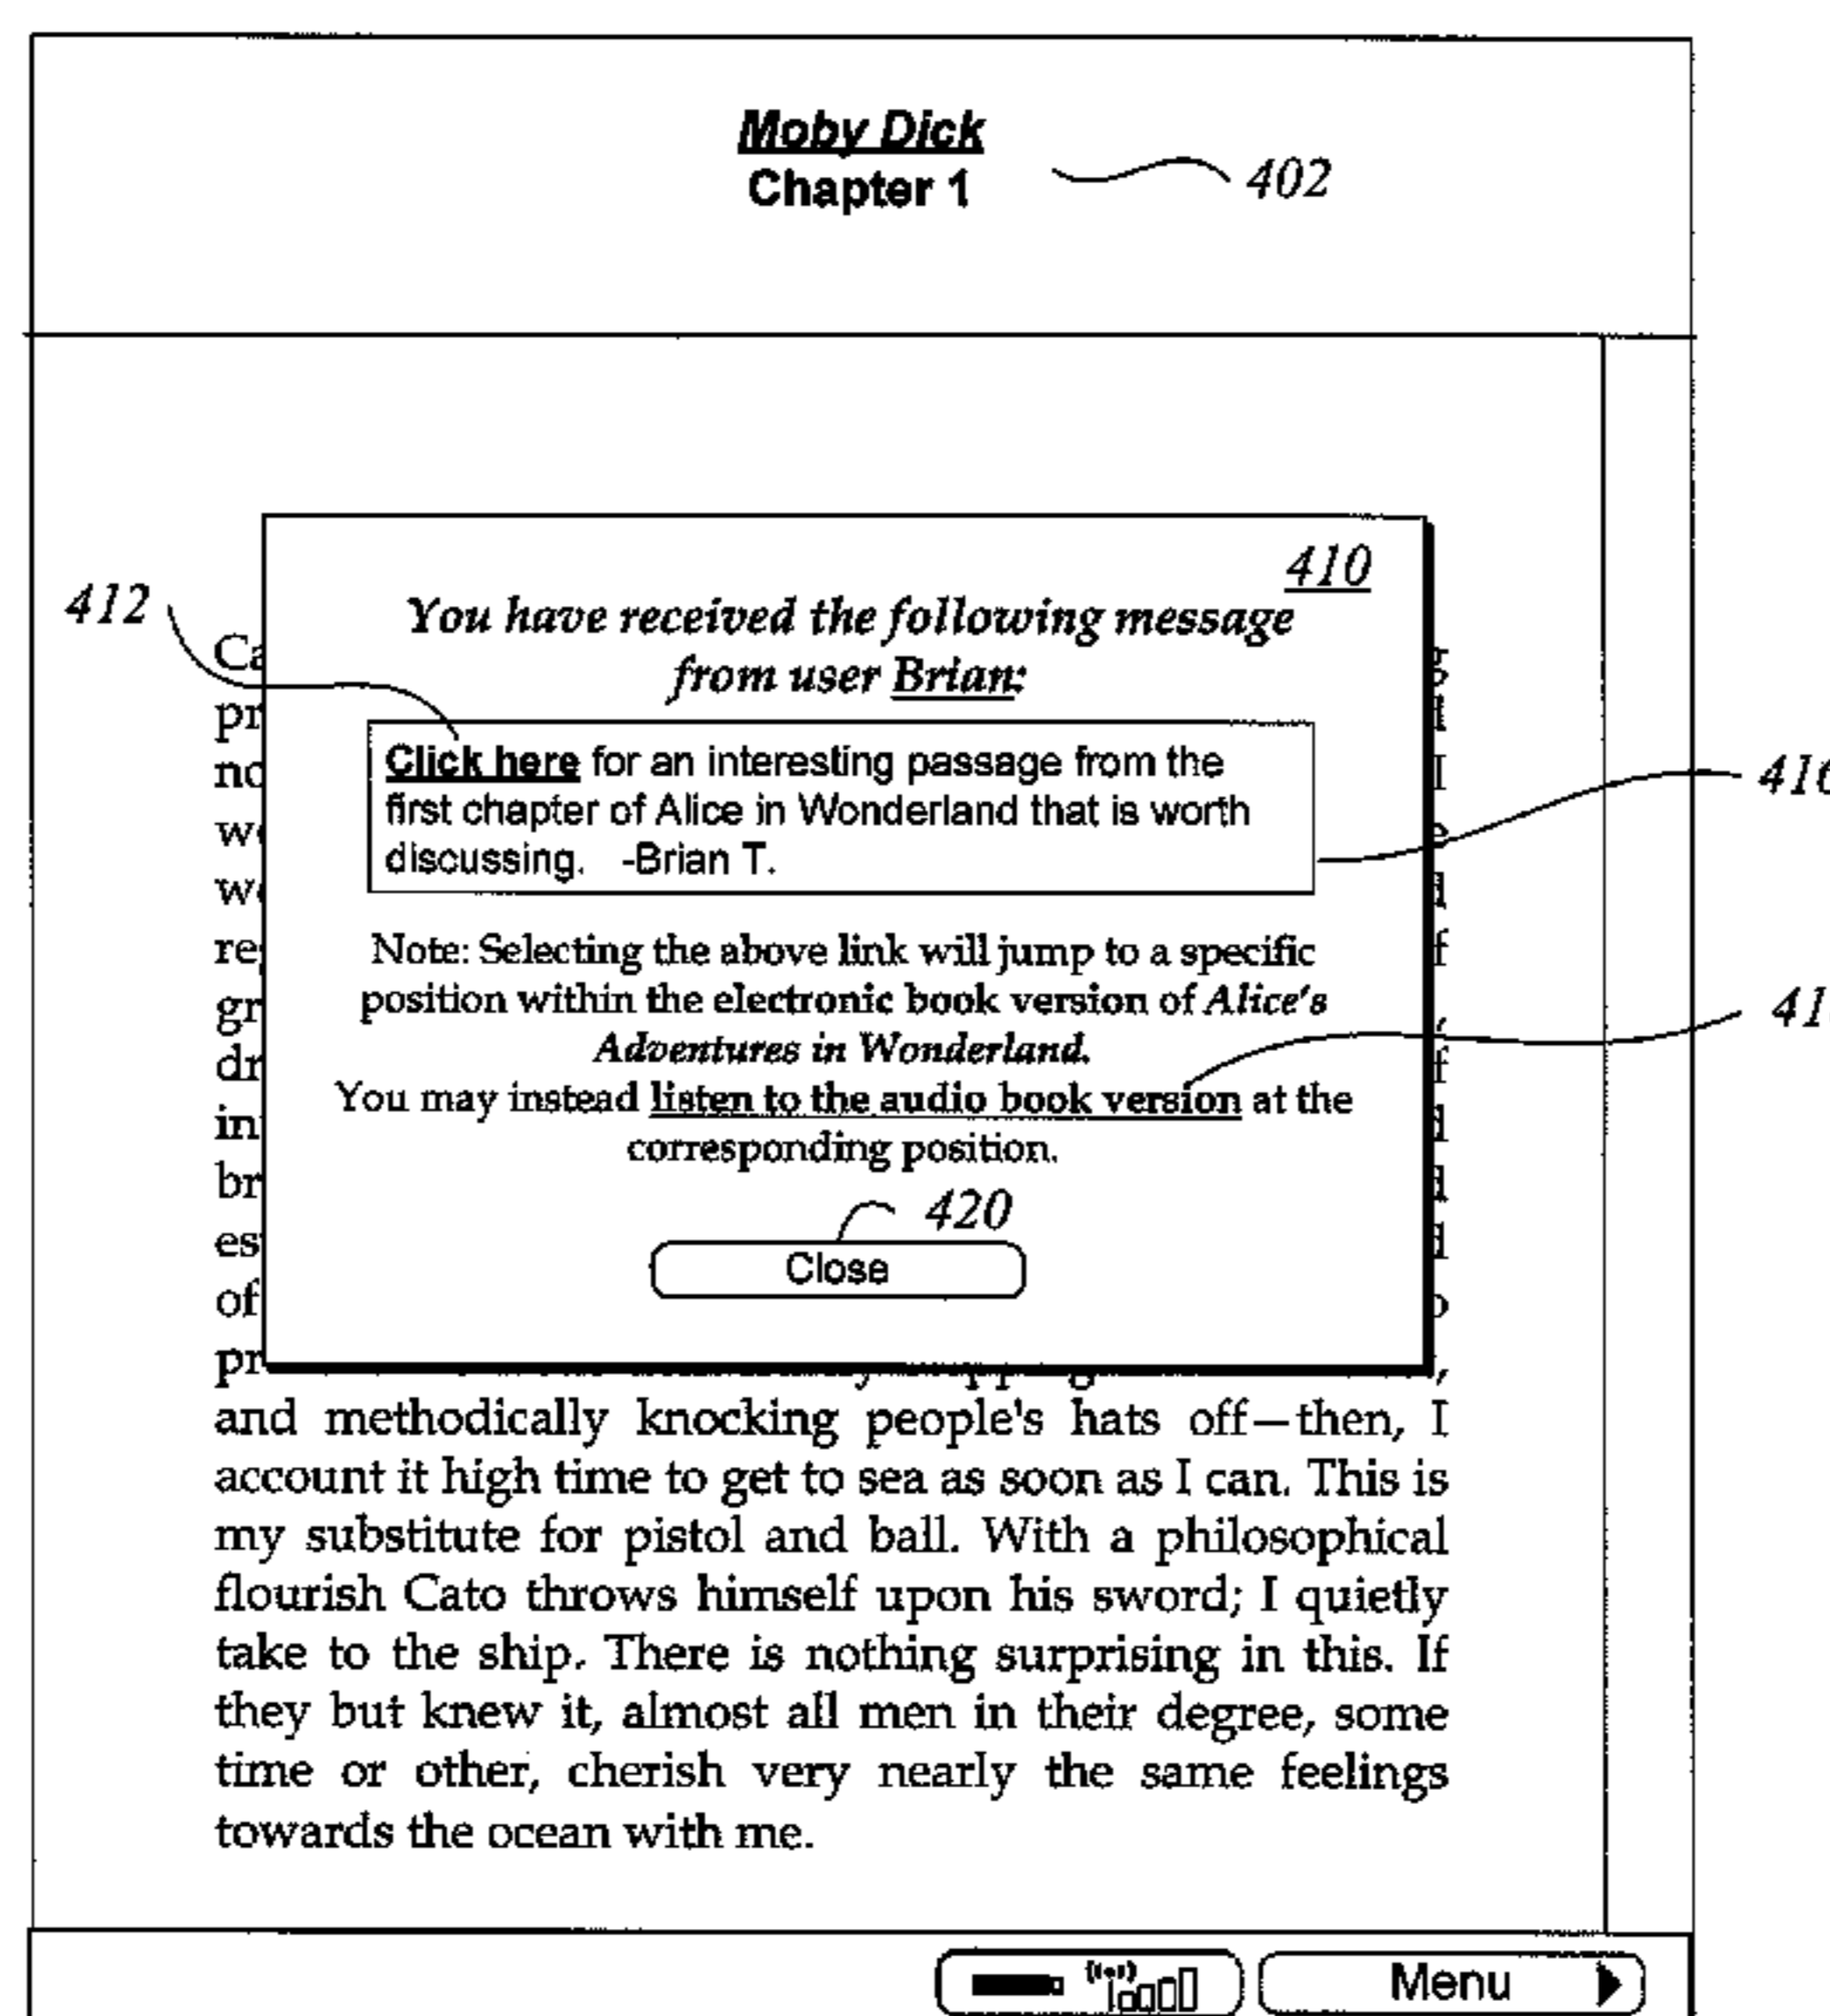 Moby Dick
Chapter 1
402
410
412
You have received the following message
from user Brian:
Click here for an interesting passage from the
first chapter of Alice in Wonderland that is worth
discussing. -Brian T.
Note: Selecting the above link will jump to a specific
position within the electronic book version of Alice's
Adventures in Wonderland.
You may instead listen to the audio book version at the
corresponding position.
420
Close
and methodically knocking people's hats off—then, I
account it high time to get to sea as soon as I can. This is
my substitute for pistol and ball. With a philosophical
flourish Cato throws himself upon his sword; I quietly
take to the ship. There is nothing surprising in this. If
they but knew it, almost all men in their degree, some
time or other, cherish very nearly the same feelings
towards the ocean with me.
Menu